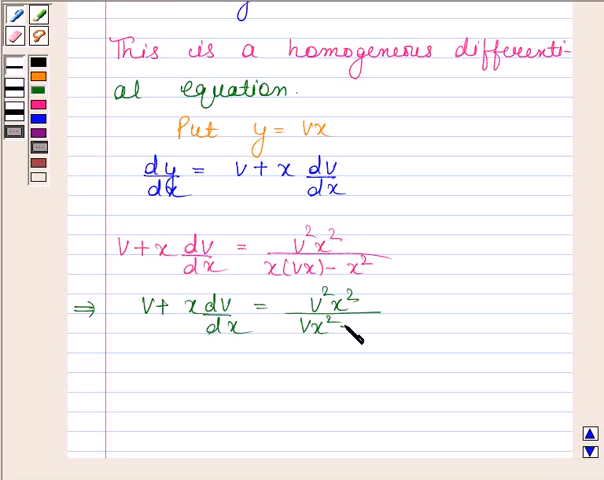 This is a homogeneous differenti-
al equation.
Put y = vx
dy/dx = v + x dv/dx
v + x dv/dx = v²x² / x(vx) - x²
⇒ v + x dv/dx = v²x² / vx² -